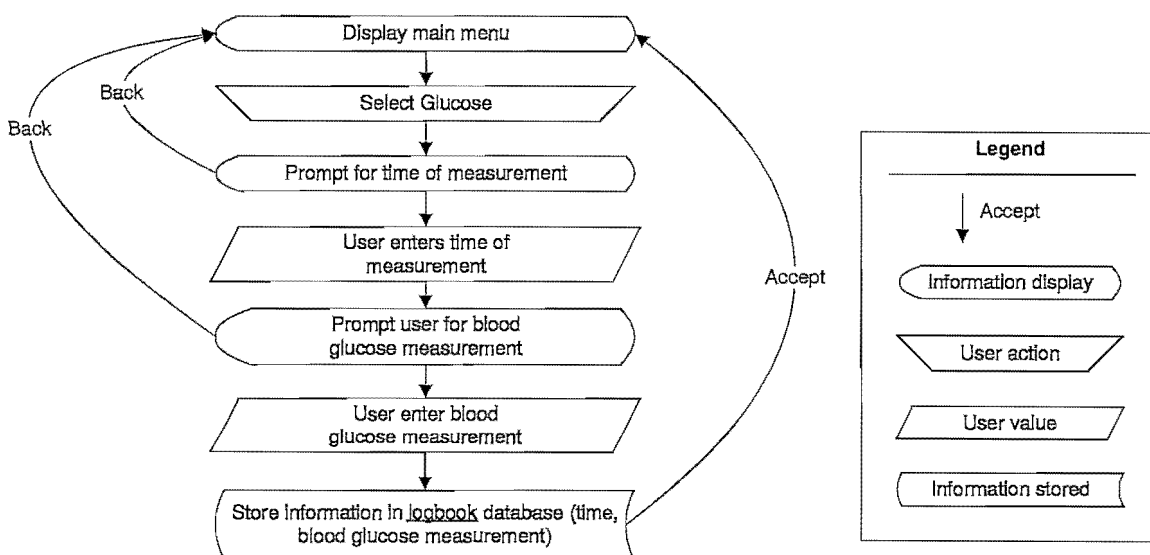 Display main menu
Back
Select Glucose
Back
Prompt for time of measurement
User enters time of
measurement
Accept
Prompt user for blood
glucose measurement
User enter blood
glucose measurement
Store information in logbook database (time,
blood glucose measurement)
Legend
Accept
Information display
User action
User value
Information stored